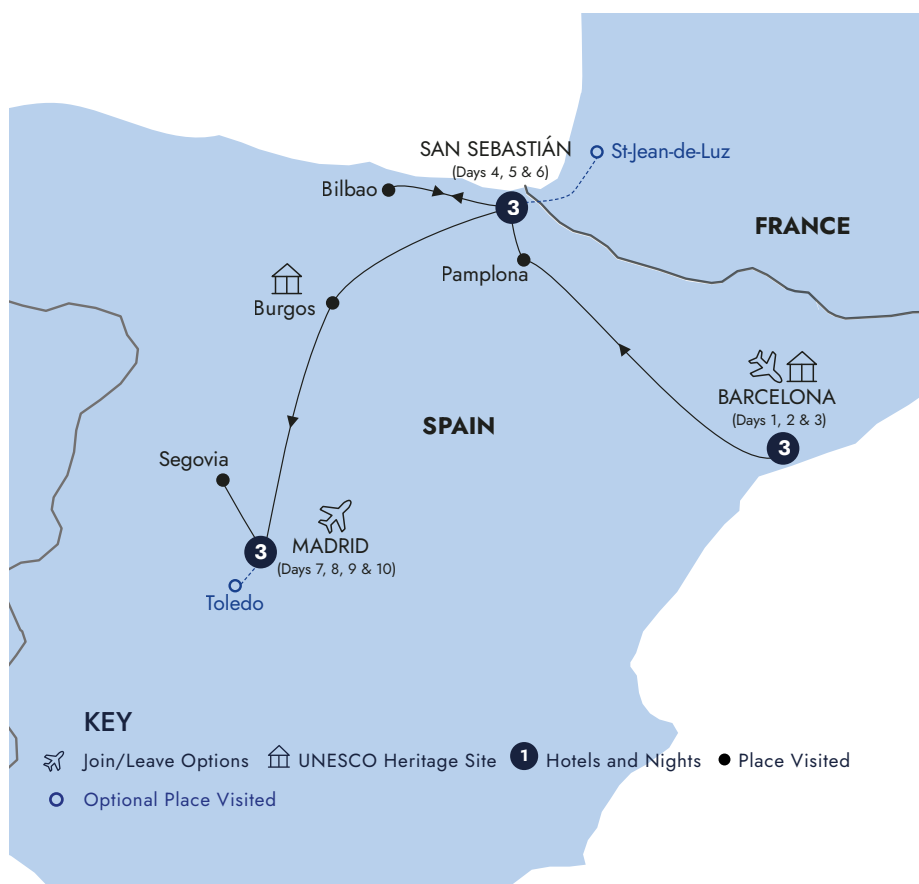 SAN SEBASTIÁN
(Days 4, 5 & 6)
St-Jean-de-Luz
Bilbao
3
FRANCE
Pamplona
Burgos
BARCELONA
(Days 1, 2 & 3)
SPAIN
3
Segovia
MADRID
3
(Days 7, 8, 9 & 10)
Toledo
KEY
Join/Leave Options UNESCO Heritage Site 1 Hotels and Nights Place Visited
Optional Place Visited